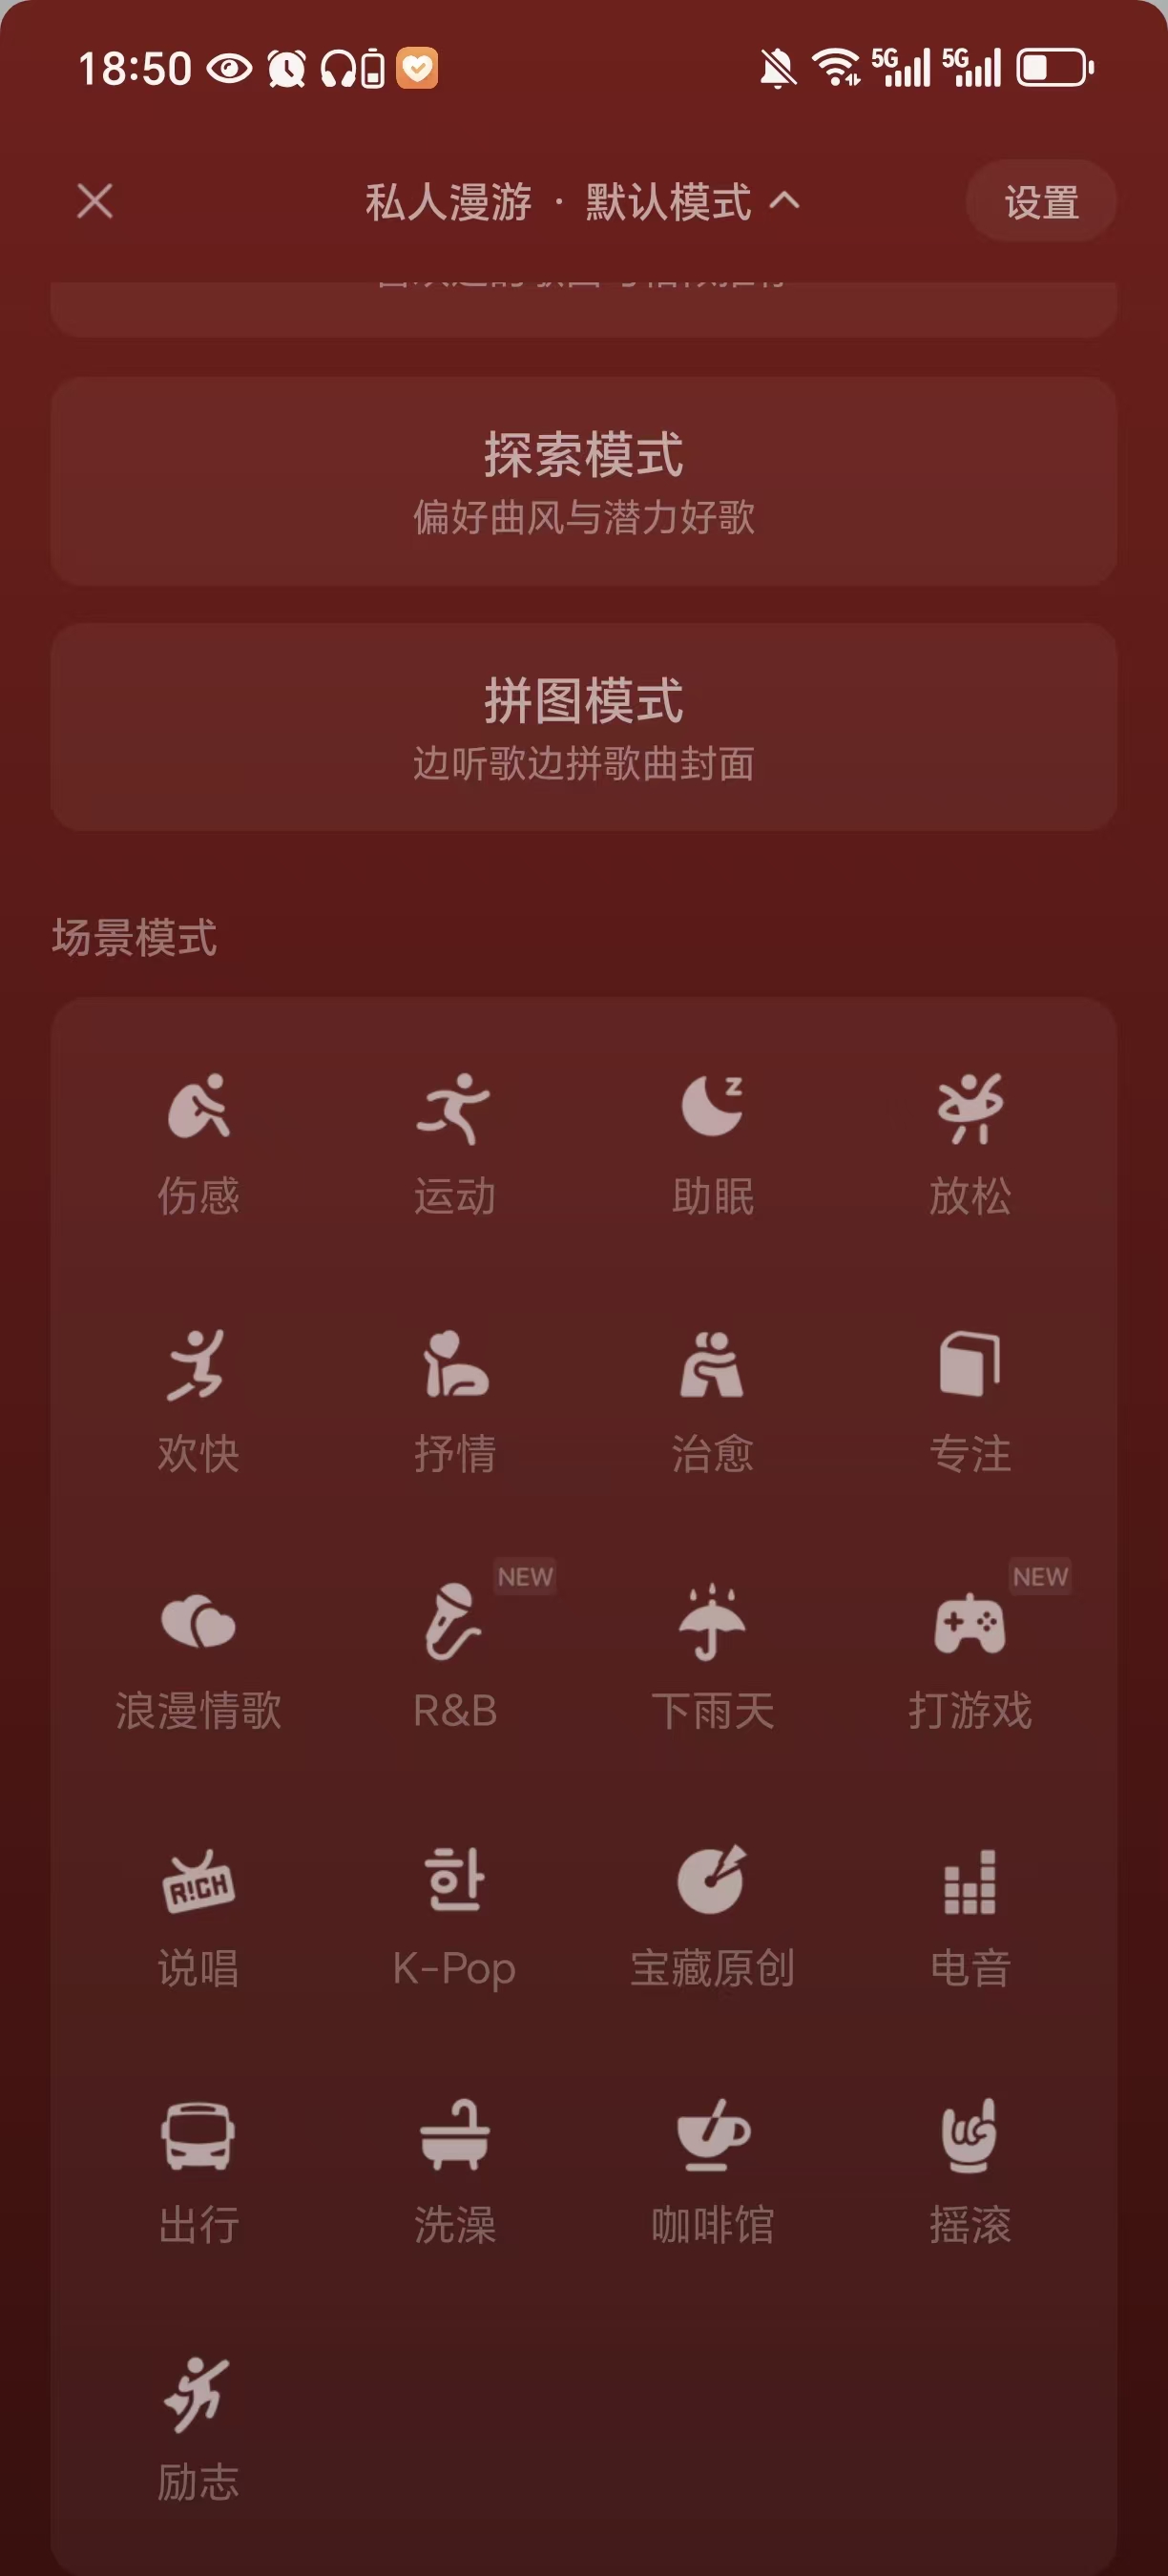 18:50
5G 5G
私人漫游 · 默认模式
设置
探索模式
偏好曲风与潜力好歌
拼图模式
边听歌边拼歌曲封面
场景模式
z
伤感 运动 助眠 放松
欢快 抒情 治愈 专注
NEW NEW
浪漫情歌 R&B 下雨天 打游戏
R!CH 한
说唱 K-Pop 宝藏原创 电音
出行 洗澡 咖啡馆 摇滚
励志